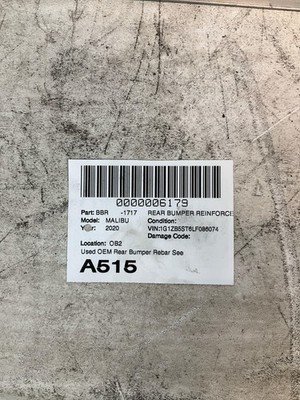 0000006179
Part: BBR -1717 REAR BUMPER REINFORCE
Model: MALIBU Condition:
Year: 2020 VIN:1G1ZB5ST6LF086074
Damage Code:
Location: OB2
Used OEM Rear Bumper Rebar See
A515